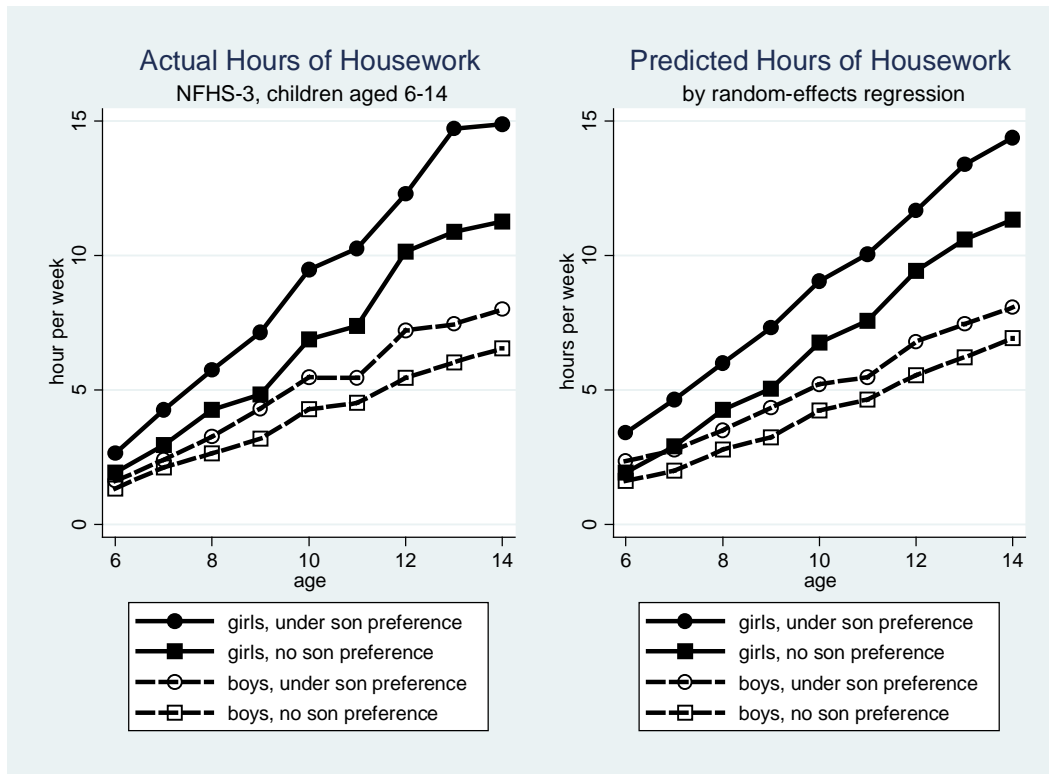 Actual Hours of Housework
NFHS-3, children aged 6-14
hour per week
15
10
5
0
6 8 10 12 14
age
girls, under son preference
girls, no son preference
boys, under son preference
boys, no son preference
Predicted Hours of Housework
by random-effects regression
hours per week
15
10
5
0
6 8 10 12 14
age
girls, under son preference
girls, no son preference
boys, under son preference
boys, no son preference